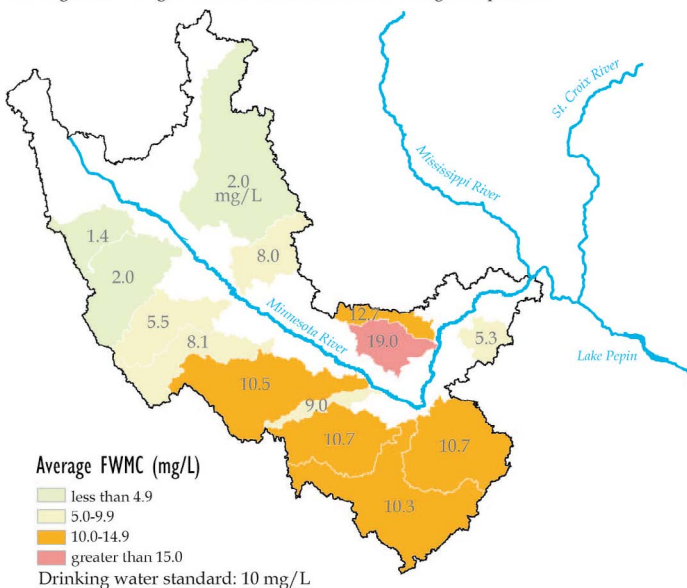 St. Croix River
Mississippi River
2.0
mg/L
1.4
8.0
2.0
5.5
Minnesota River
12.7
19.0
5.3
8.1
Lake Pepin
10.5
9.0
10.7
10.7
10.3
Average FWMC (mg/L)
less than 4.9
5.0-9.9
10.0-14.9
greater than 15.0
Drinking water standard: 10 mg/L